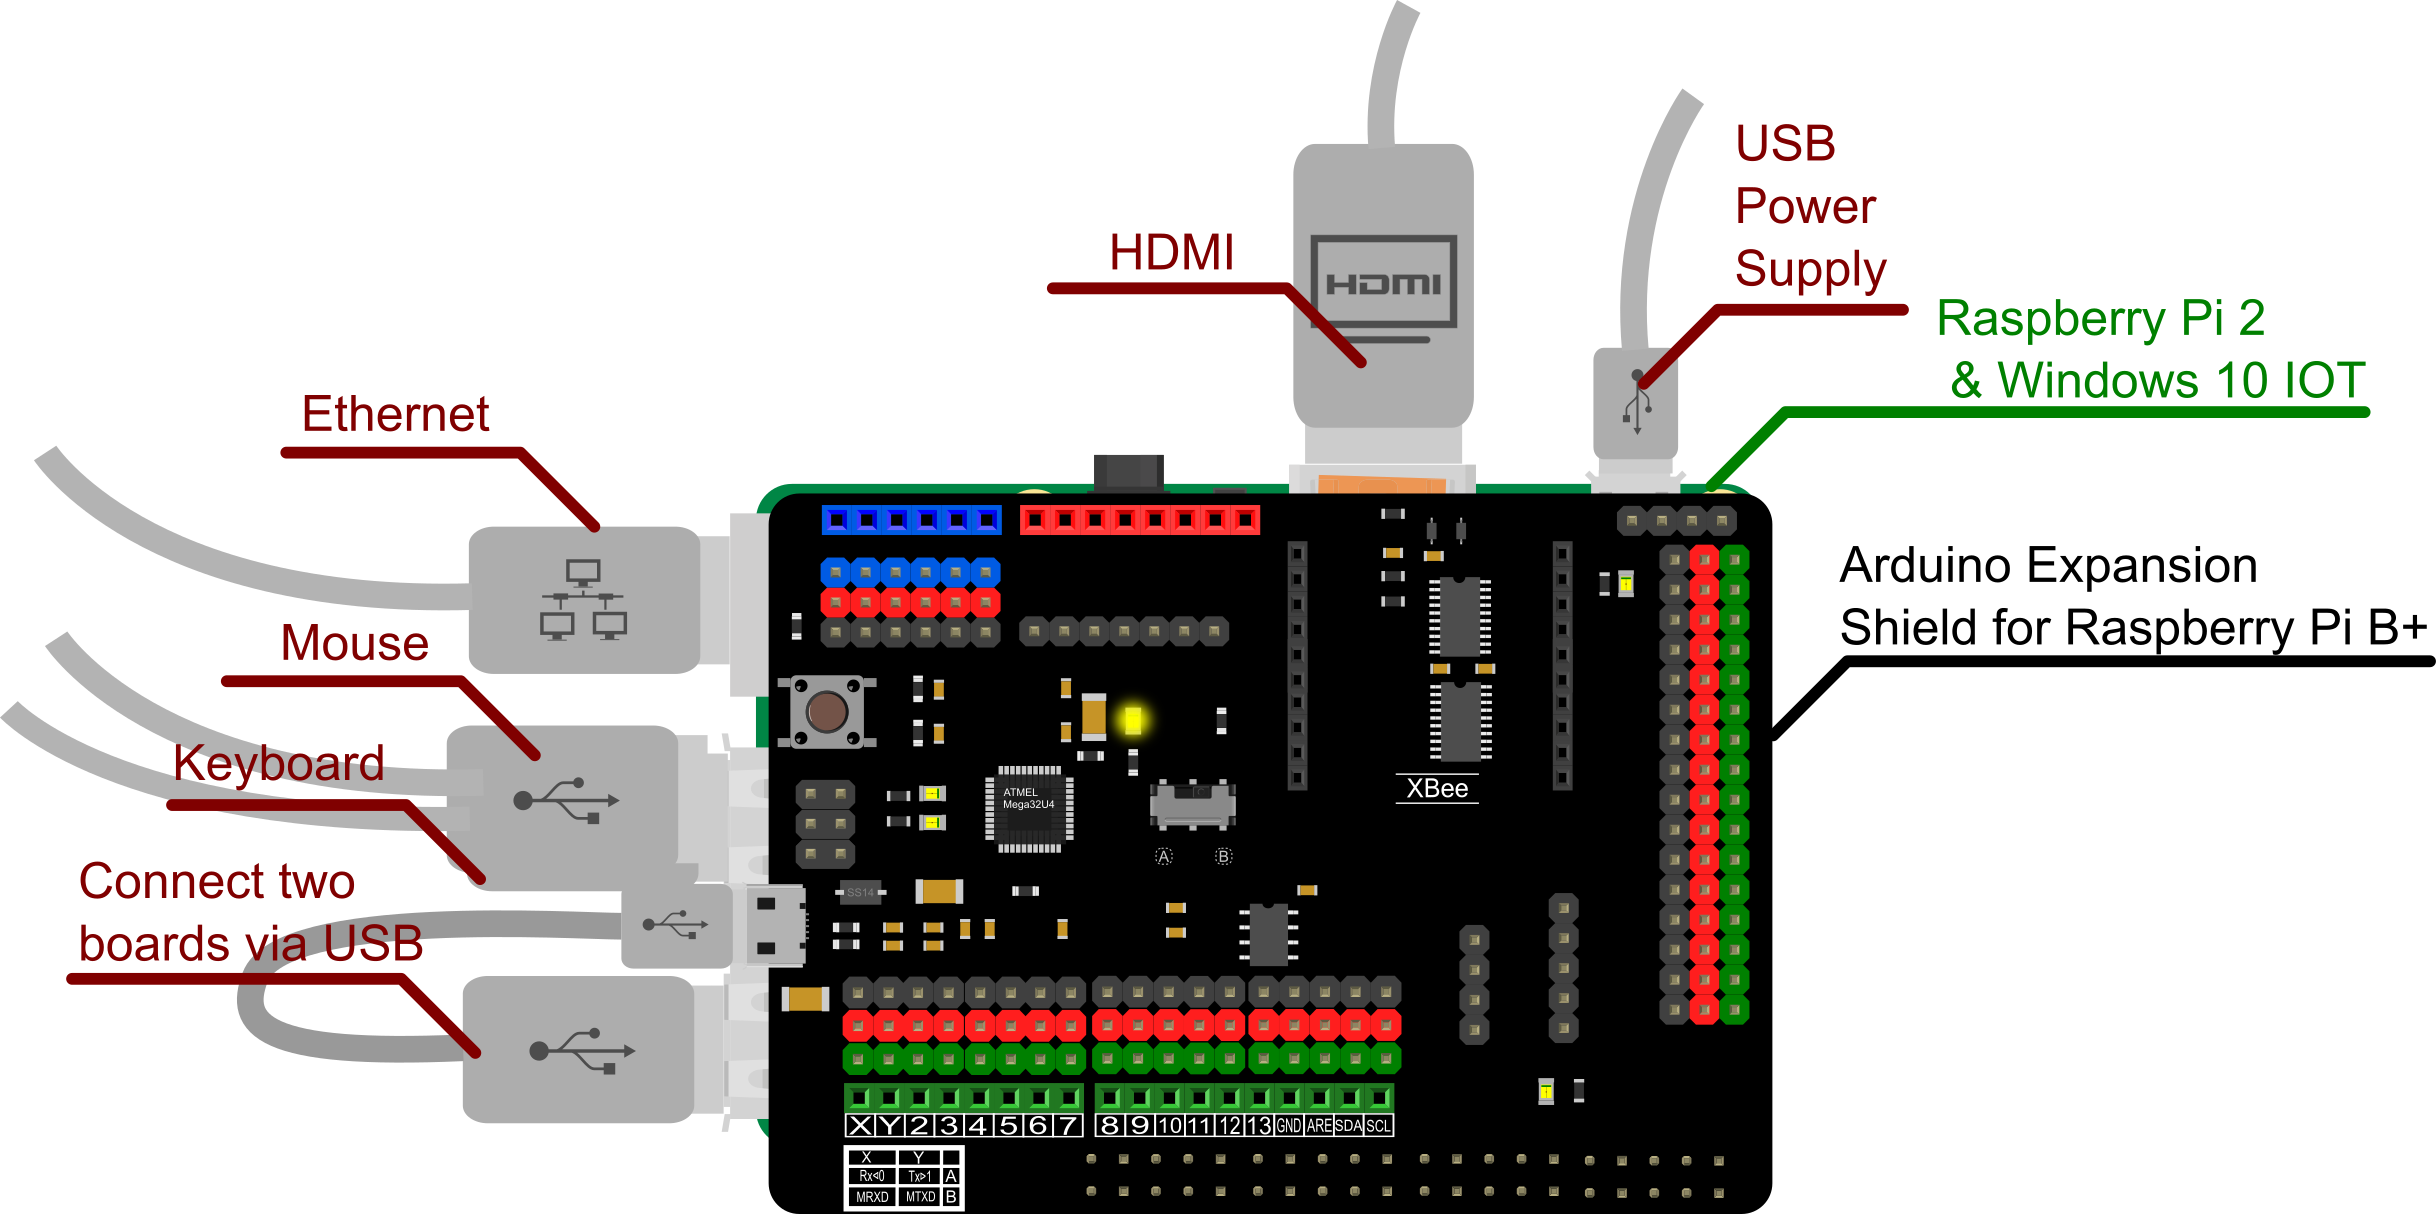 USB
Power
Supply
HDMI
HDMI
Raspberry Pi 2
& Windows 10 IOT
Ethernet
Arduino Expansion
Shield for Raspberry Pi B+
Mouse
Keyboard
Connect two
boards via USB
ATMEL
Mega32U4
XBee
A B
SS14
X Y 2 3 4 5 6 7 8 9 10 11 12 13 GND ARE SDA SCL
X Y
Rx<0 Tx>1 A
MRXD MTXD B